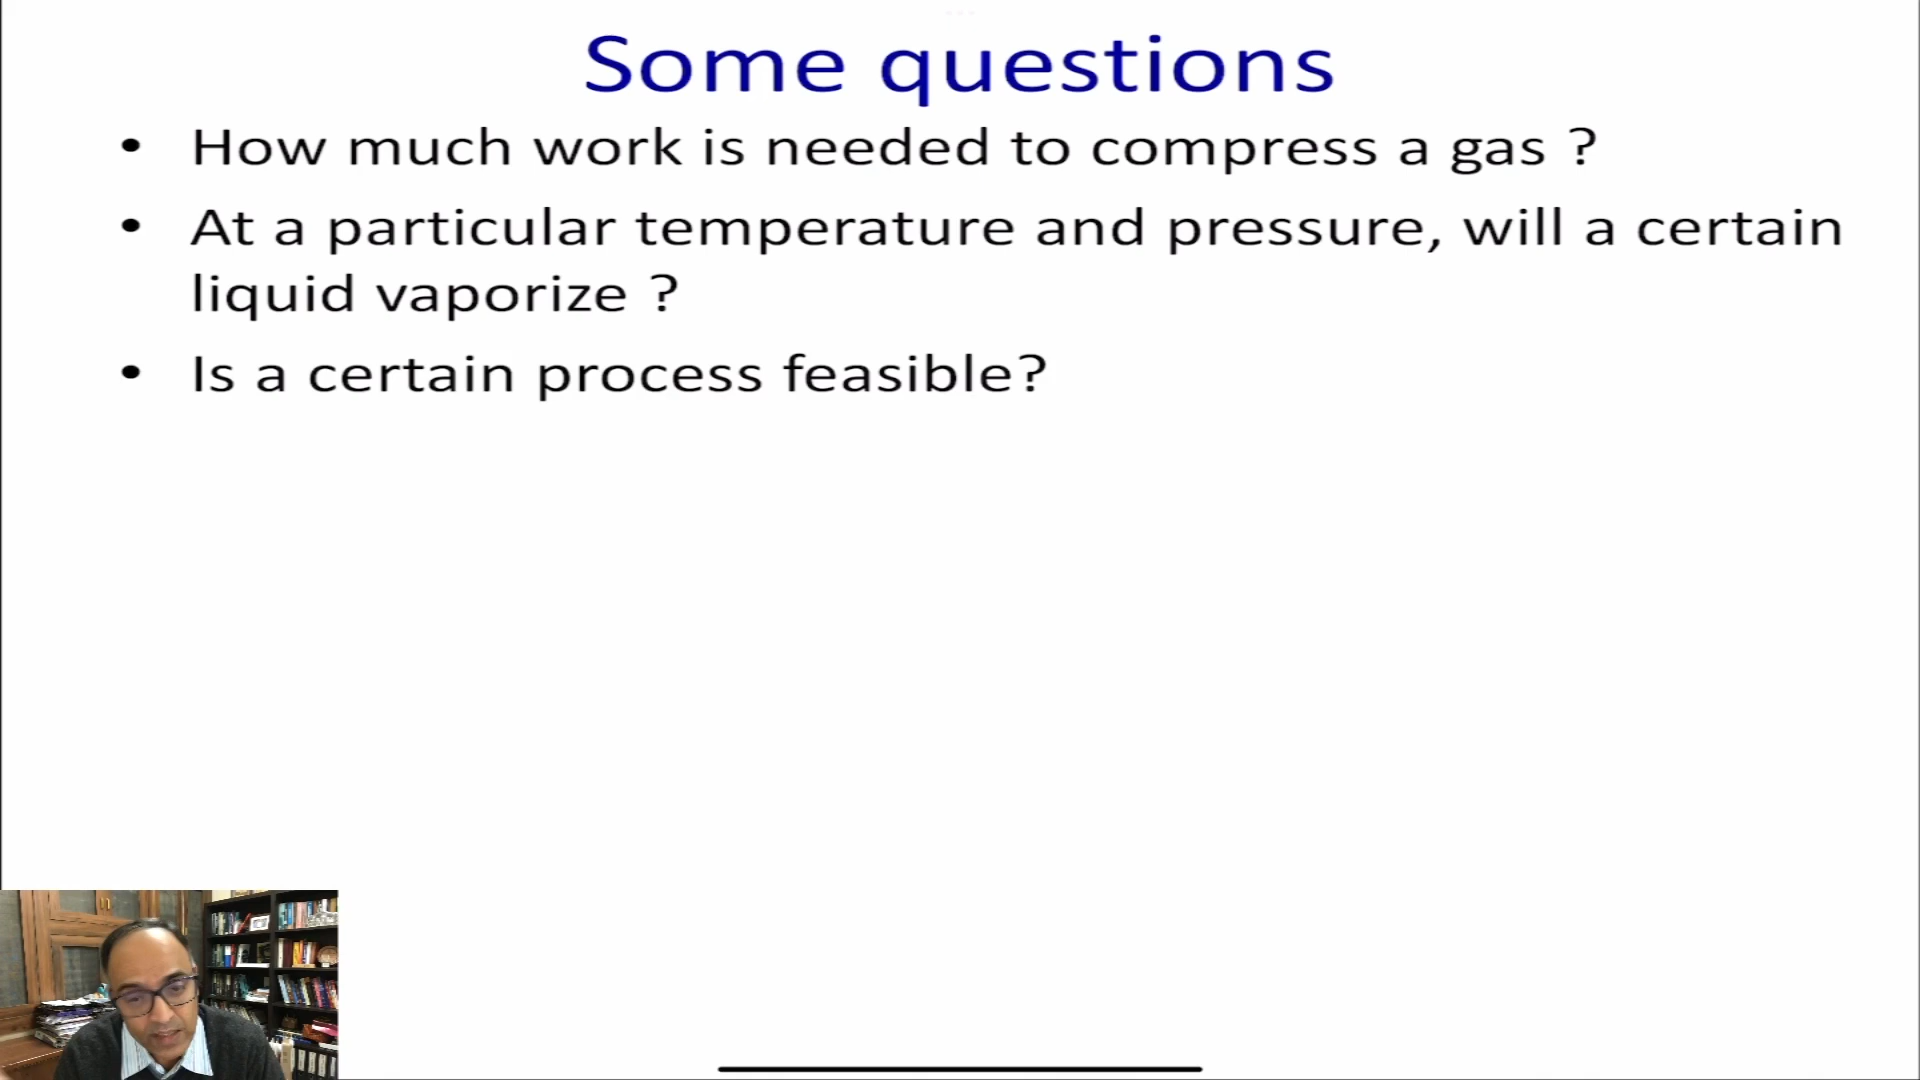 Some questions
• How much work is needed to compress a gas ?
• At a particular temperature and pressure, will a certain
liquid vaporize ?
• Is a certain process feasible?